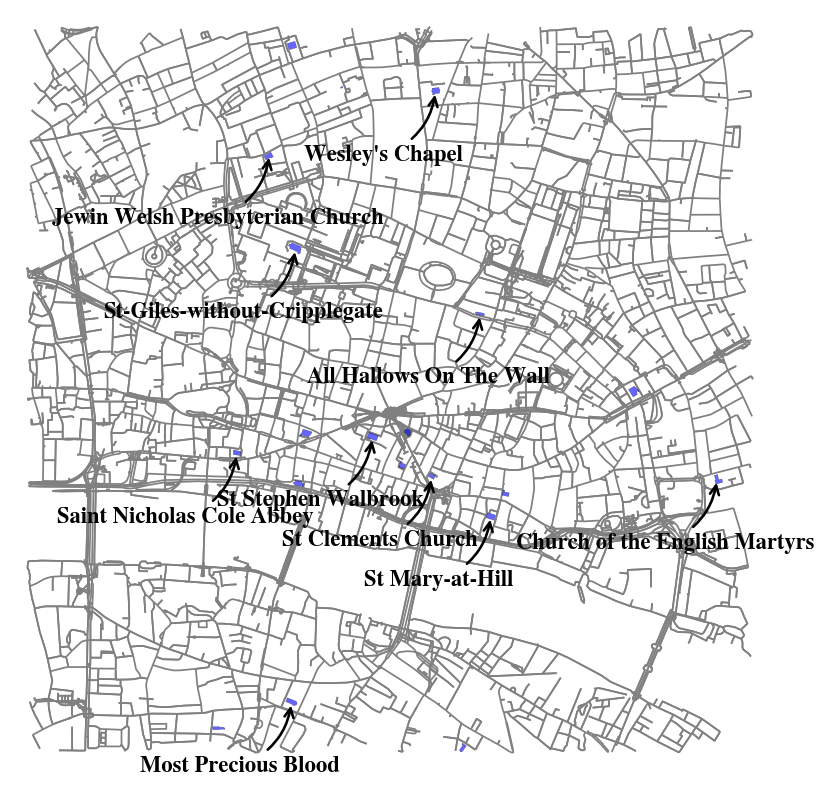 Wesley's Chapel
Jewin Welsh Presbyterian Church
St-Giles-without-Cripplegate
All Hallows On The Wall
St Stephen Walbrook
Saint Nicholas Cole Abbey
St Clements Church
Church of the English Martyrs
St Mary-at-Hill
Most Precious Blood